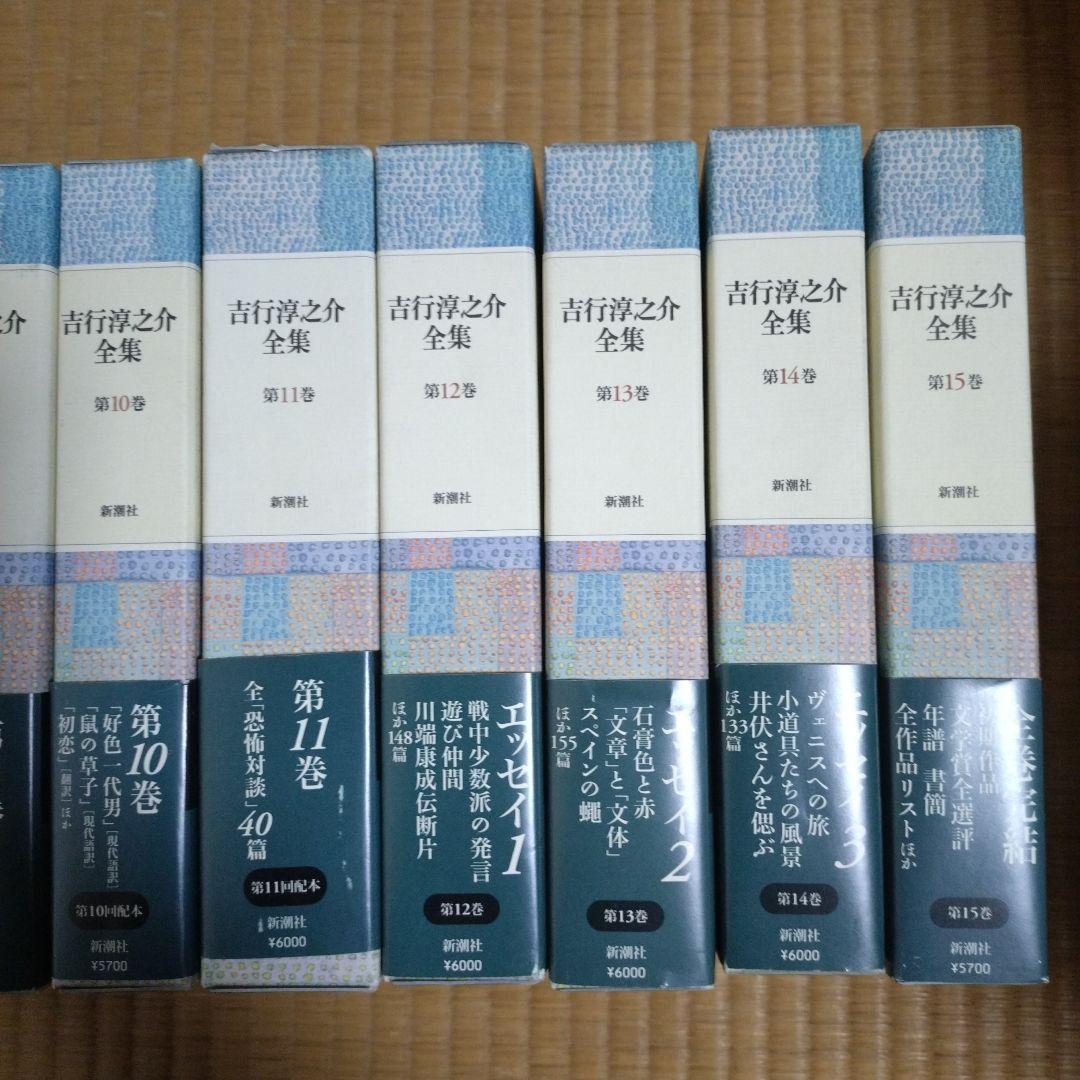 之介
吉行淳之介
全集
第10巻
新潮社
第10巻
「好色一代男」[現代語訳]
「鼠の草子」[現代語訳]
「初恋」[翻訳]ほか
第10回配本
新潮社
¥5700
吉行淳之介
全集
第11巻
新潮社
第11巻
全「恐怖対談」40篇
第11回配本
新潮社
¥6000
吉行淳之介
全集
第12巻
新潮社
エッセイ1
戦中少数派の発言
遊び仲間
川端康成伝断片
ほか148篇
第12巻
新潮社
¥6000
吉行淳之介
全集
第13巻
新潮社
エッセイ2
石膏色と赤
「文章」と「文体」
スペインの蠅
ほか155篇
第13巻
新潮社
¥6000
吉行淳之介
全集
第14巻
新潮社
エッセイ3
ヴェニスへの旅
小道具たちの風景
井伏さんを偲ぶ
ほか133篇
第14巻
新潮社
¥6000
吉行淳之介
全集
第15巻
新潮社
全巻完結
初期作品
文学賞全選評
年譜 書簡
全作品リストほか
第15巻
新潮社
¥5700